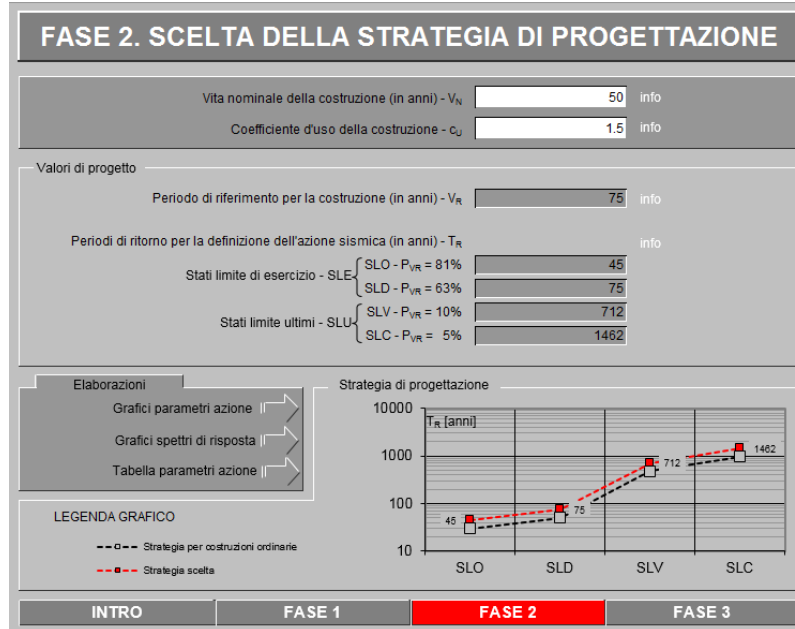 FASE 2. SCELTA DELLA STRATEGIA DI PROGETTAZIONE
Vita nominale della costruzione (in anni) - VN 50 info
Coefficiente d'uso della costruzione - cU 1.5 info
Valori di progetto
Periodo di riferimento per la costruzione (in anni) - VR 75 info
Periodi di ritorno per la definizione dell'azione sismica (in anni) - TR info
Stati limite di esercizio - SLE
SLO - PVR = 81% 45
SLD - PVR = 63% 75
Stati limite ultimi - SLU
SLV - PVR = 10% 712
SLC - PVR = 5% 1462
Elaborazioni
Grafici parametri azione
Grafici spettri di risposta
Tabella parametri azione
Strategia di progettazione
TR [anni]
10000
1000
100
10
45
75
712
1462
SLO SLD SLV SLC
LEGENDA GRAFICO
Strategia per costruzioni ordinarie
Strategia scelta
INTRO FASE 1 FASE 2 FASE 3